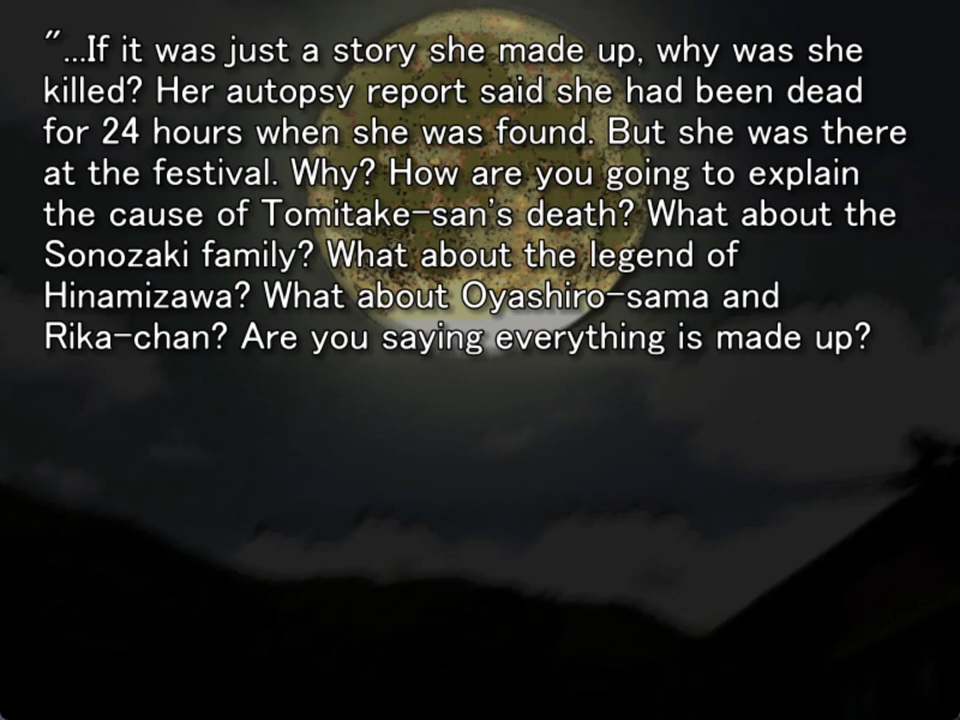 "...If it was just a story she made up, why was she
killed? Her autopsy report said she had been dead
for 24 hours when she was found. But she was there
at the festival. Why? How are you going to explain
the cause of Tomitake-san's death? What about the
Sonozaki family? What about the legend of
Hinamizawa? What about Oyashiro-sama and
Rika-chan? Are you saying everything is made up?